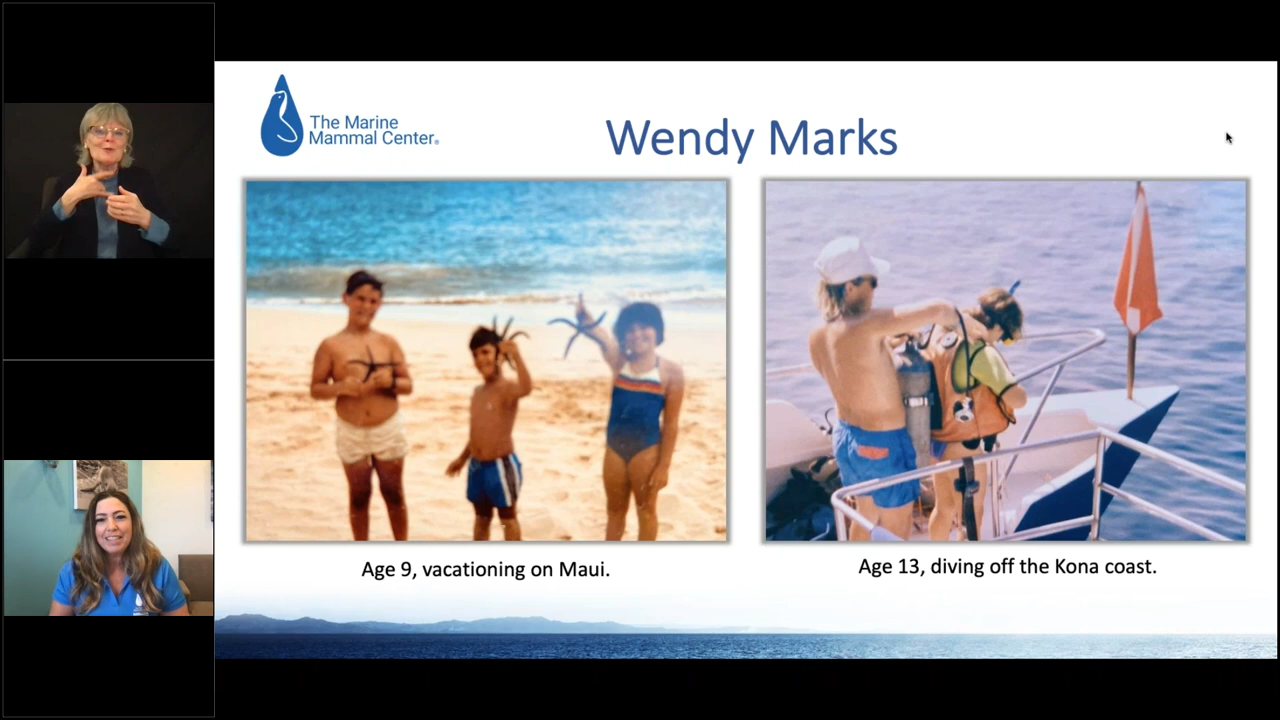 The Marine
Mammal Center®
Wendy Marks
Age 9, vacationing on Maui.
Age 13, diving off the Kona coast.